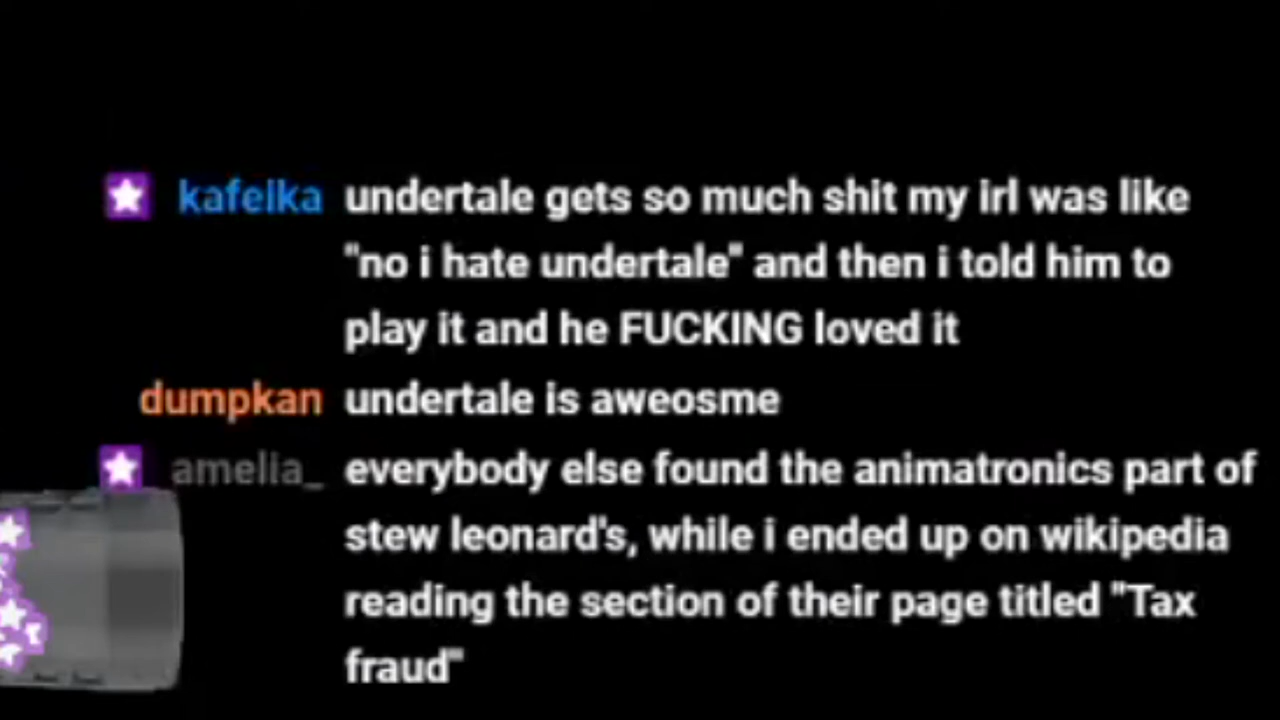 kafelka undertale gets so much shit my irl was like
"no i hate undertale" and then i told him to
play it and he FUCKING loved it
dumpkan undertale is aweosme
amelia_ everybody else found the animatronics part of
stew leonard's, while i ended up on wikipedia
reading the section of their page titled "Tax
fraud"